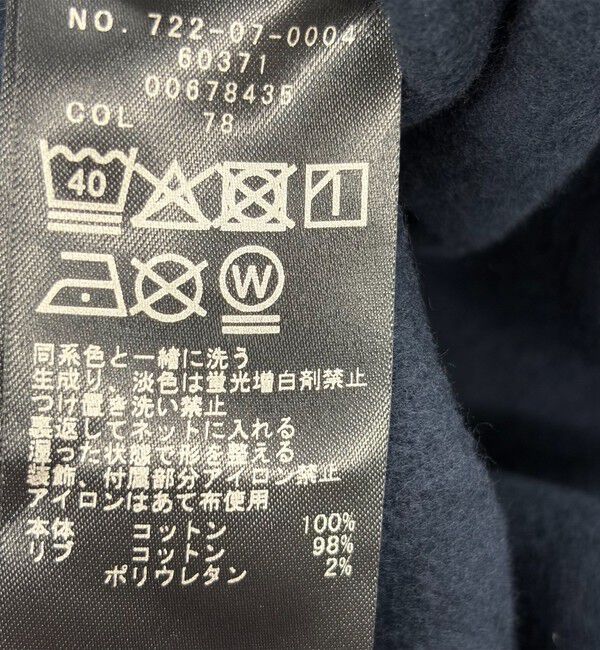 NO. 722-07-0004
60371
00678435
COL 78
40
W
同系色と一緒に洗う
生成り、淡色は蛍光増白剤禁止
つけ置き洗い禁止
裏返してネットに入れる
湿った状態で形を整える
装飾、付属部分アイロン禁止
アイロンはあて布使用
本体 コットン 100%
リブ コットン 98%
ポリウレタン 2%